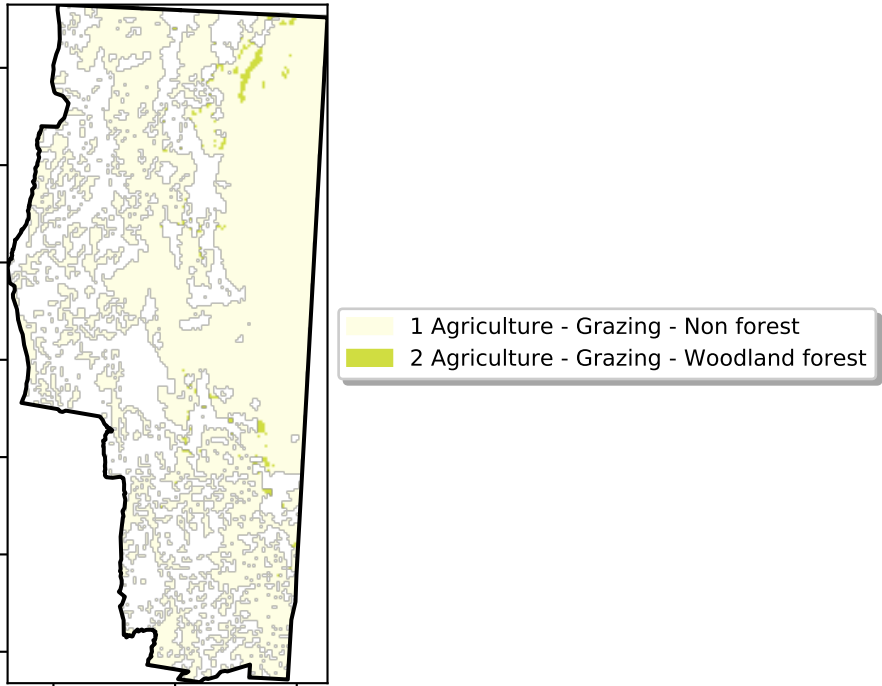 1 Agriculture - Grazing - Non forest
2 Agriculture - Grazing - Woodland forest